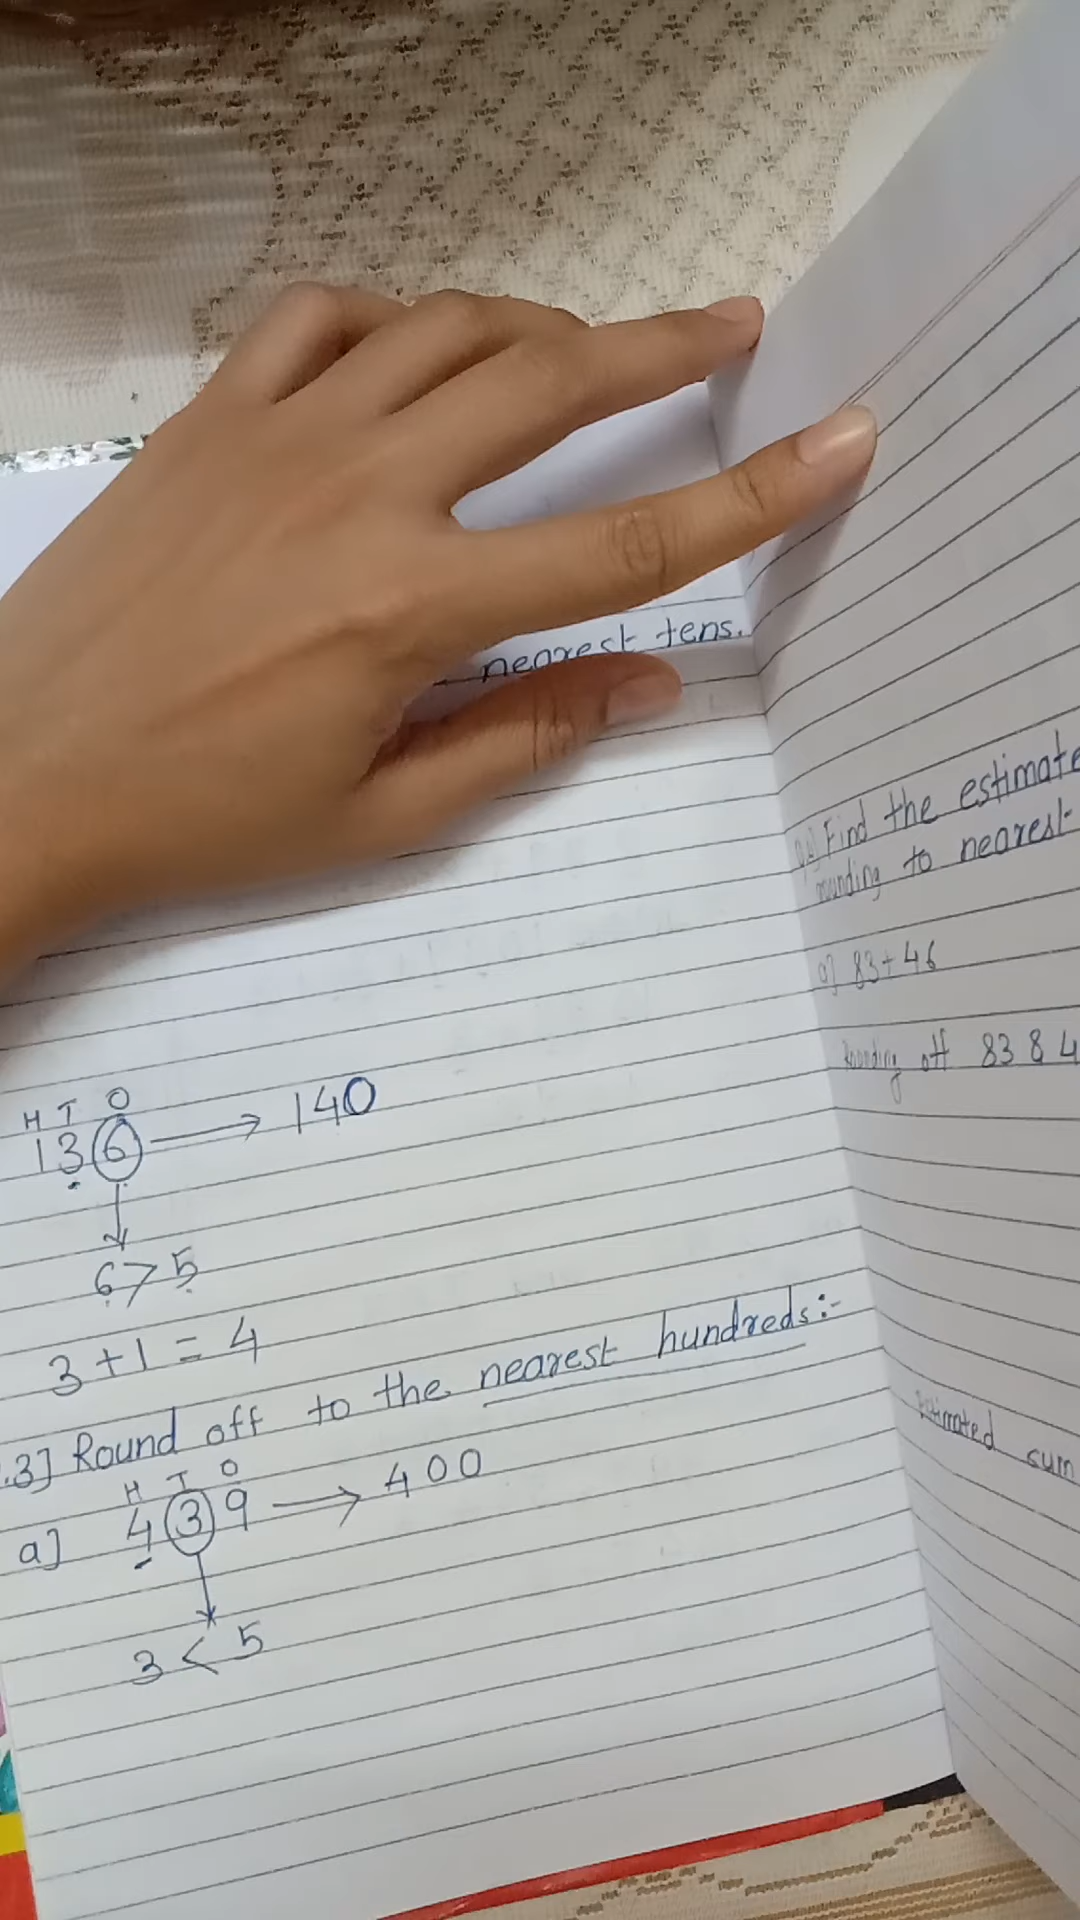 nearest tens.
H T O
136 → 140
6 > 5
3 + 1 = 4
.3] Round off to the nearest hundreds:-
H T O
a] 439 → 400
3 < 5
Find the estimate
rounding to nearest
a] 83+46
Rounding off 83 & 4
Estimated sum